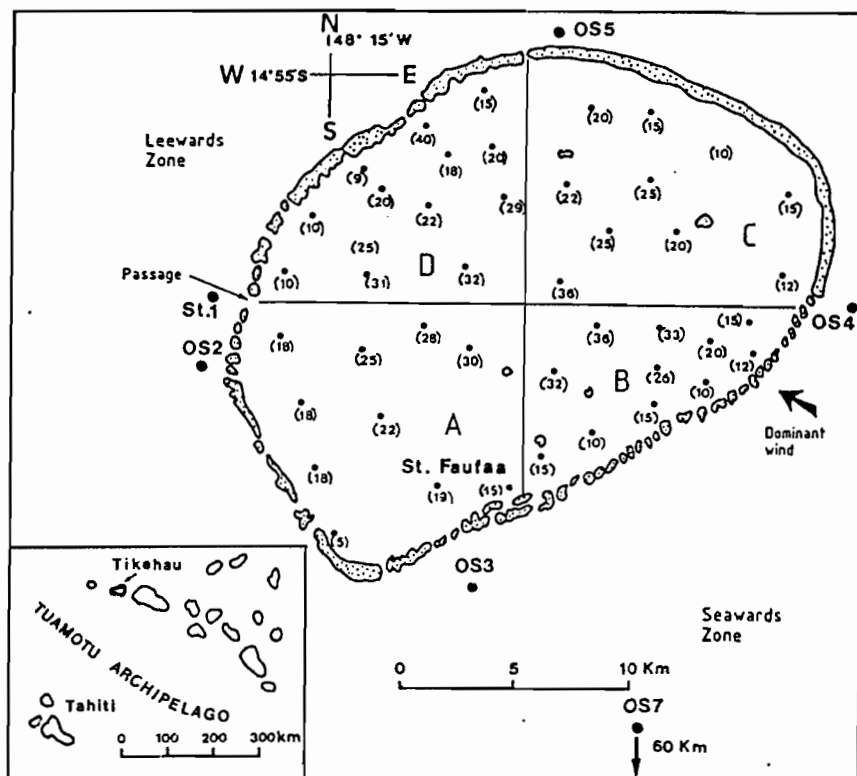 N
148° 15'W
W 14°55'S E
S
OS5
Leewards
Zone
(15)
(40)
(20)
(15)
(18)
(20)
(10)
(9)
(20)
(22)
(29)
(22)
(25)
(15)
(10)
(25)
(25)
(20)
C
(10)
(31)
D
(32)
(36)
(12)
Passage
St.1
OS2
OS4
(18)
(25)
(28)
(30)
(36)
(33)
(15)
(20)
(12)
(32)
B
(26)
(10)
(18)
(22)
A
(15)
(10)
Dominant
wind
St. Faufaa
(15)
(18)
(19)
(15)
(5)
OS3
Seawards
Zone
0 5 10 Km
OS7
60 Km
Tikehau
TUAMOTU ARCHIPELAGO
Tahiti
0 100 200 300 km